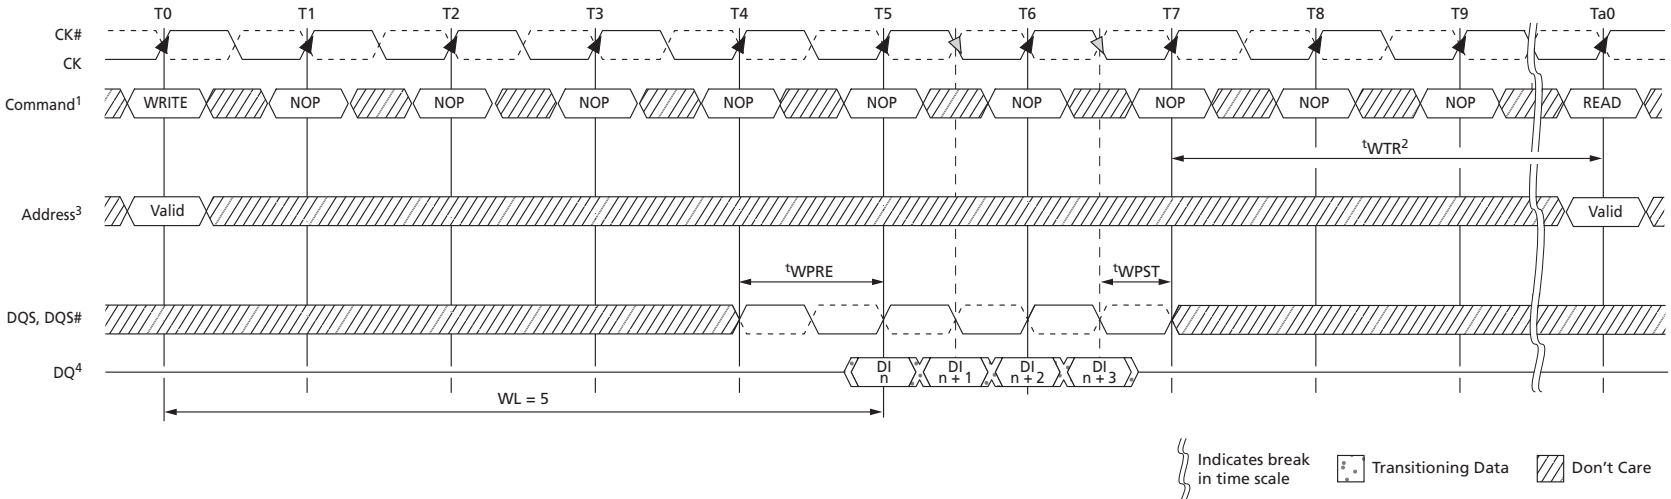 T0 T1 T2 T3 T4 T5 T6 T7 T8 T9 Ta0
CK#
CK
Command1 WRITE NOP NOP NOP NOP NOP NOP NOP NOP NOP READ
tWTR2
Address3 Valid Valid
tWPRE tWPST
DQS, DQS#
DQ4 DI n DI n + 1 DI n + 2 DI n + 3
WL = 5
Indicates break
in time scale
Transitioning Data
Don't Care